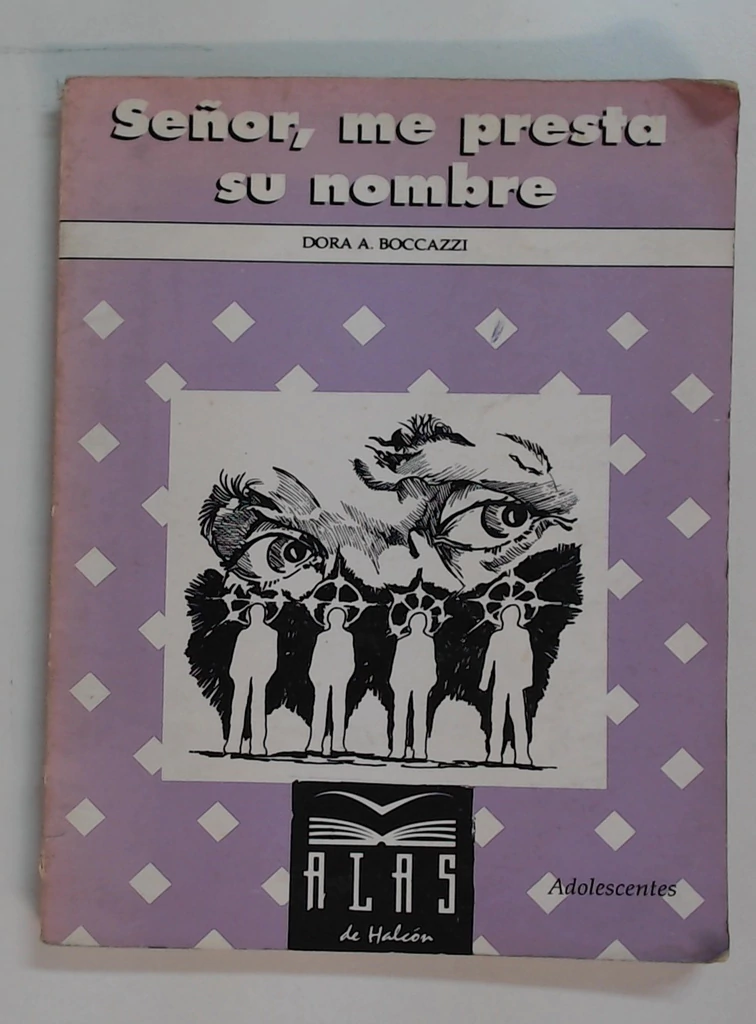 Señor, me presta
su nombre
DORA A. BOCCAZZI
ALAS
de Halcón
Adolescentes